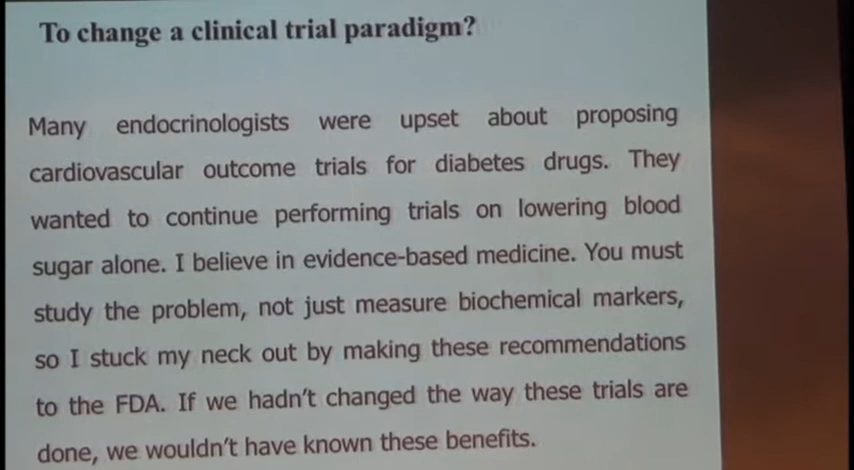 To change a clinical trial paradigm?
Many endocrinologists were upset about proposing
cardiovascular outcome trials for diabetes drugs. They
wanted to continue performing trials on lowering blood
sugar alone. I believe in evidence-based medicine. You must
study the problem, not just measure biochemical markers,
so I stuck my neck out by making these recommendations
to the FDA. If we hadn't changed the way these trials are
done, we wouldn't have known these benefits.